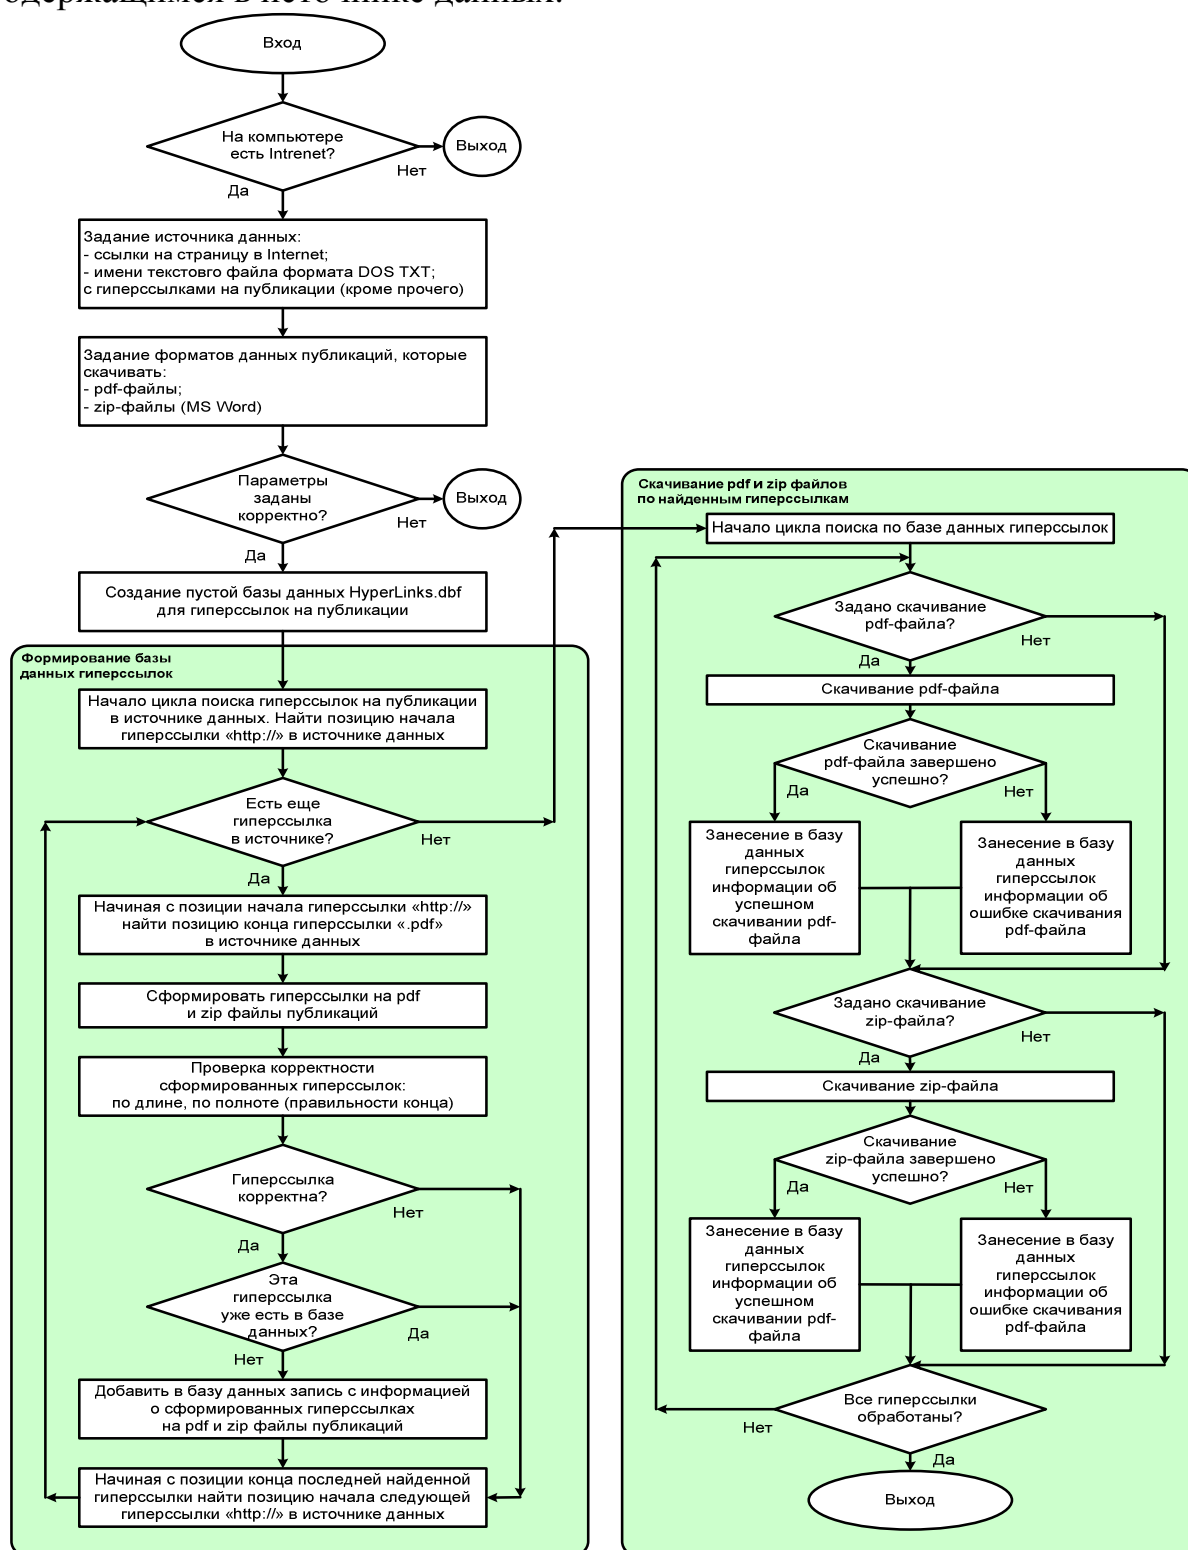 одержащимся в источнике данных.
Вход
На компьютере
есть Intrenet?
Выход
Нет
Да
Задание источника данных:
- ссылки на страницу в Internet;
- имени текстовго файла формата DOS TXT;
с гиперссылками на публикации (кроме прочего)
Задание форматов данных публикаций, которые
скачивать:
- pdf-файлы;
- zip-файлы (MS Word)
Параметры
заданы
корректно?
Выход
Нет
Да
Создание пустой базы данных HyperLinks.dbf
для гиперссылок на публикации
Формирование базы
данных гиперссылок
Начало цикла поиска гиперссылок на публикации
в источнике данных. Найти позицию начала
гиперссылки «http://» в источнике данных
Есть еще
гиперссылка
в источнике?
Нет
Да
Начиная с позиции начала гиперссылки «http://»
найти позицию конца гиперссылки «.pdf»
в источнике данных
Сформировать гиперссылки на pdf
и zip файлы публикаций
Проверка корректности
сформированных гиперссылок:
по длине, по полноте (правильности конца)
Гиперссылка
корректна?
Нет
Да
Эта
гиперссылка
уже есть в базе
данных?
Да
Нет
Добавить в базу данных запись с информацией
о сформированных гиперссылках
на pdf и zip файлы публикаций
Начиная с позиции конца последней найденной
гиперссылки найти позицию начала следующей
гиперссылки «http://» в источнике данных
Скачивание pdf и zip файлов
по найденным гиперссылкам
Начало цикла поиска по базе данных гиперссылок
Задано скачивание
pdf-файла?
Нет
Да
Скачивание pdf-файла
Скачивание
pdf-файла завершено
успешно?
Да
Нет
Занесение в базу
данных
гиперссылок
информации об
успешном
скачивании pdf-
файла
Занесение в базу
данных
гиперссылок
информации об
ошибке скачивания
pdf-файла
Задано скачивание
zip-файла?
Нет
Да
Скачивание zip-файла
Скачивание
zip-файла завершено
успешно?
Да
Нет
Занесение в базу
данных
гиперссылок
информации об
успешном
скачивании pdf-
файла
Занесение в базу
данных
гиперссылок
информации об
ошибке скачивания
pdf-файла
Все гиперссылки
обработаны?
Нет
Да
Выход